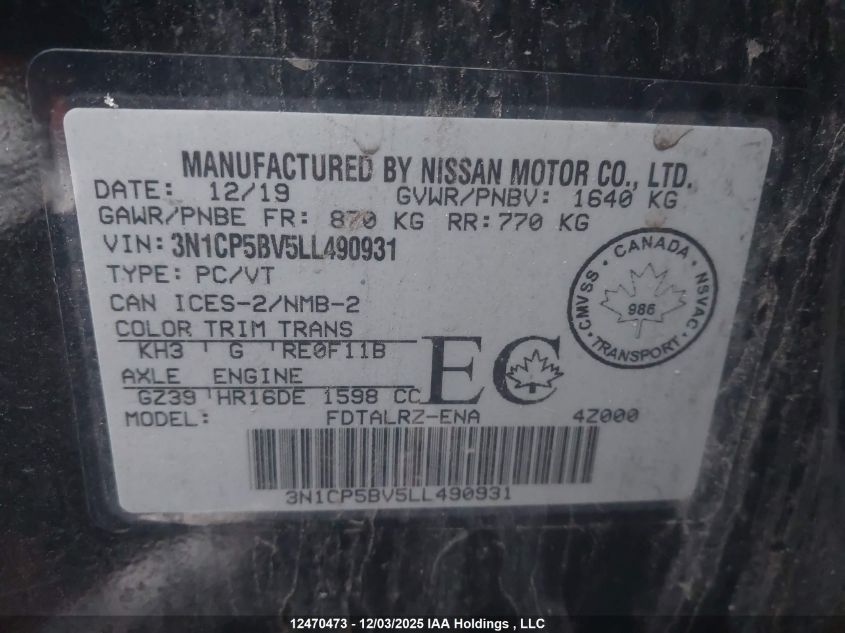 MANUFACTURED BY NISSAN MOTOR CO., LTD.
DATE: 12/19 GVWR/PNBV: 1640 KG
GAWR/PNBE FR: 870 KG RR: 770 KG
VIN: 3N1CP5BV5LL490931
TYPE: PC/VT
CAN ICES-2/NMB-2
COLOR TRIM TRANS
KH3 G RE0F11B
AXLE ENGINE
GZ39 HR16DE 1598 CC
EC
MODEL: FDTALRZ-ENA 4Z000
3N1CP5BV5LL490931
CMVSS CANADA NSVAC
986
TRANSPORT
12470473 - 12/03/2025 IAA Holdings , LLC